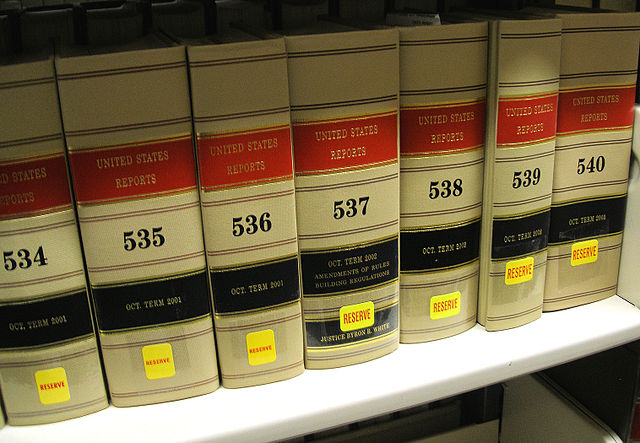 D STATES
PORTS
534
OCT. TERM 2001
RESERVE
UNITED STATES
REPORTS
535
OCT. TERM 2001
RESERVE
UNITED STATES
REPORTS
536
OCT. TERM 2001
RESERVE
UNITED STATES
REPORTS
537
OCT. TERM 2002
AMENDMENTS OF RULES
BUILDING REGULATIONS
RESERVE
JUSTICE BYRON R. WHITE
UNITED STATES
REPORTS
538
OCT. TERM 2002
RESERVE
UNITED STATES
REPORTS
539
OCT. TERM
RESERVE
UNITED STATES
REPORTS
540
OCT. TERM
RESERVE